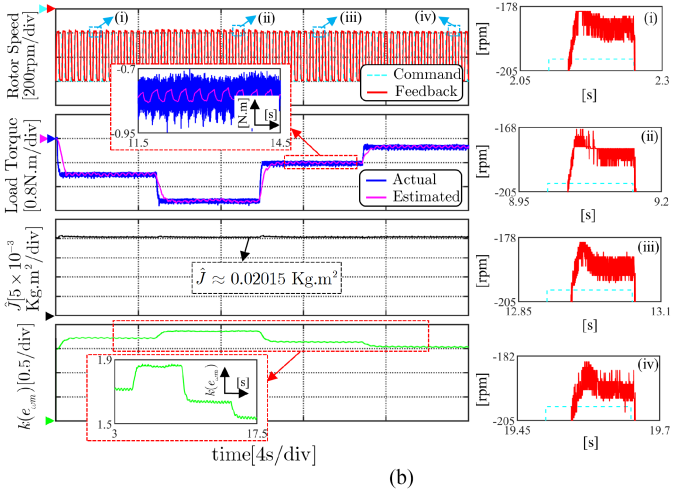 (i)
(ii)
(iii)
(iv)
Rotor Speed
[200rpm/div]
Command
Feedback
-0.7
0.95
11.5
14.5
[N.m]
[s]
Load Torque
[0.8N.m/div]
Actual
Estimated
Ĵ[5 × 10⁻³
Kg.m²/div]
Ĵ ≈ 0.02015 Kg.m²
k(eωm)[0.5/div]
1.9
1.5
3
17.5
k(eωm)
[s]
time[4s/div]
(b)
-178
(i)
[rpm]
-205
2.05
2.3
[s]
-168
(ii)
[rpm]
-205
8.95
9.2
[s]
-178
(iii)
[rpm]
-205
12.85
13.1
[s]
-182
(iv)
[rpm]
-205
19.45
19.7
[s]